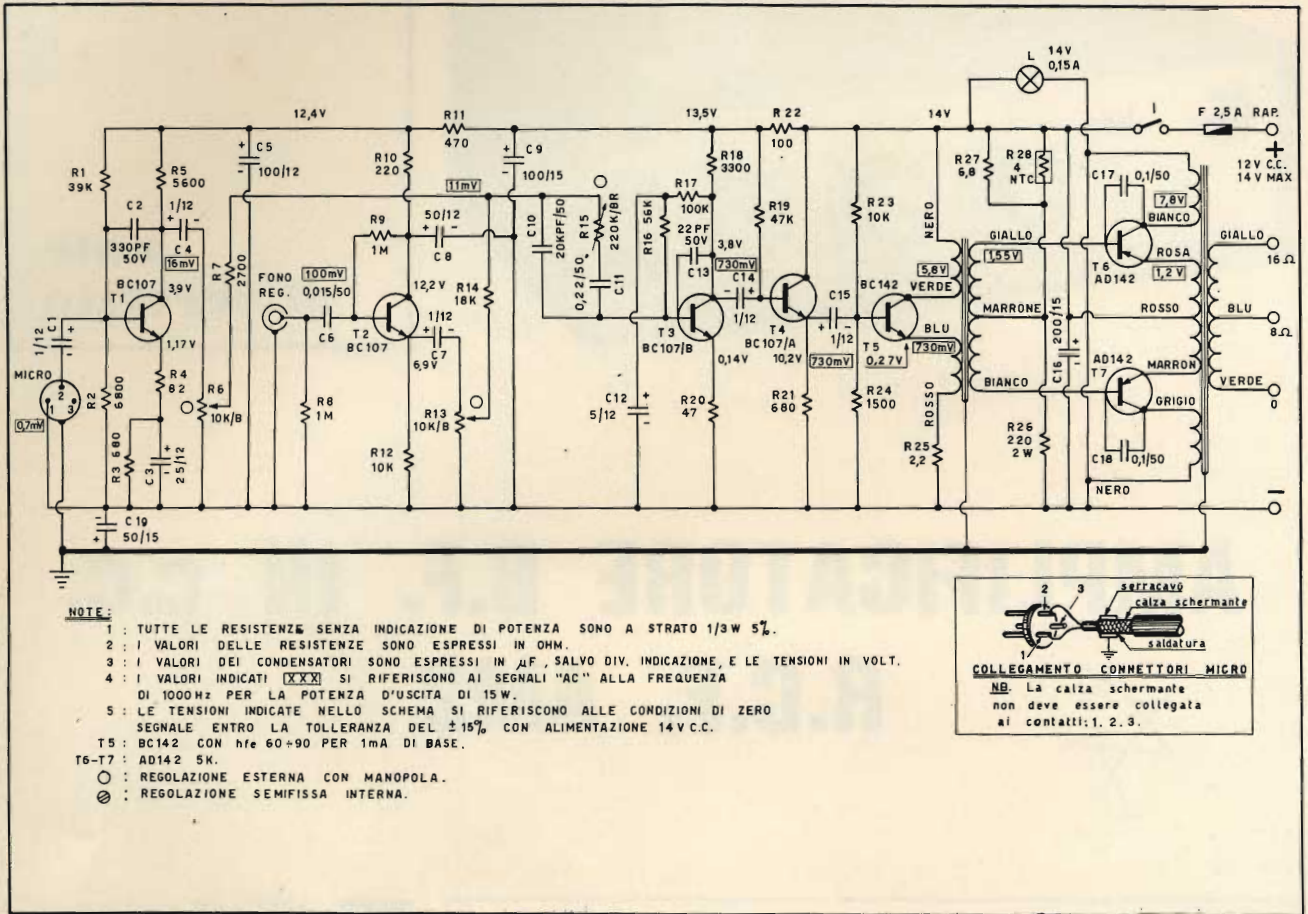 L
14V
0,15A
12,4V
R11
470
13,5V
R 22
100
14V
I
F 2,5 A RAP.
+
12V C.C.
14V MAX
R1
39K
R5
5600
C5
100/12
R10
220
C9
100/15
R18
3300
R17
100K
R19
47K
R23
10K
R27
6,8
R28
4
NTC
C17
0,1/50
7,8V
BIANCO
C2
330PF
50V
1/12
C4
16mV
R7
2700
11mV
R9
1M
50/12
C8
C10
20KPF/50
R15
220K/BR
R16 56K
22PF
50V
C13
3,8V
730mV
C14
1/12
NERO
GIALLO
1,55V
ROSA
1,2 V
T6
AD142
GIALLO
16 Ω
BC107
T1
3,9V
FONO
REG.
100mV
0,015/50
C6
12,2V
R14
18K
0,22/50
C11
5,8V
VERDE
C15
1/12
BC142
T5
0,27V
C1
1/12
1,17V
T2
BC107
1/12
C7
6,9V
T3
BC107/B
0,14V
T4
BC107/A
10,2V
730mV
BLU
730mV
MARRONE
200/15
C16
ROSSO
BLU
8Ω
AD142
T7
MARRON
MICRO
2
1
3
0,7mV
R2
6800
R4
82
R6
10K/B
R8
1M
R13
10K/B
C12
5/12
R20
47
R21
680
R24
1500
BIANCO
ROSSO
GRIGIO
VERDE
0
R3 680
C3
25/12
R12
10K
R25
2,2
R26
220
2W
C18
0,1/50
NERO
−
C19
50/15
NOTE:
1 : TUTTE LE RESISTENZE SENZA INDICAZIONE DI POTENZA SONO A STRATO 1/3W 5%.
2 : I VALORI DELLE RESISTENZE SONO ESPRESSI IN OHM.
3 : I VALORI DEI CONDENSATORI SONO ESPRESSI IN µF, SALVO DIV. INDICAZIONE, E LE TENSIONI IN VOLT.
4 : I VALORI INDICATI XXX SI RIFERISCONO AI SEGNALI "AC" ALLA FREQUENZA
DI 1000Hz PER LA POTENZA D'USCITA DI 15W.
5 : LE TENSIONI INDICATE NELLO SCHEMA SI RIFERISCONO ALLE CONDIZIONI DI ZERO
SEGNALE ENTRO LA TOLLERANZA DEL ±15% CON ALIMENTAZIONE 14V C.C.
T5 : BC142 CON hfe 60÷90 PER 1mA DI BASE.
T6-T7 : AD142 5K.
: REGOLAZIONE ESTERNA CON MANOPOLA.
: REGOLAZIONE SEMIFISSA INTERNA.
2
3
1
serracavo
calza schermante
saldatura
COLLEGAMENTO CONNETTORI MICRO
NB. La calza schermante
non deve essere collegata
ai contatti: 1. 2. 3.